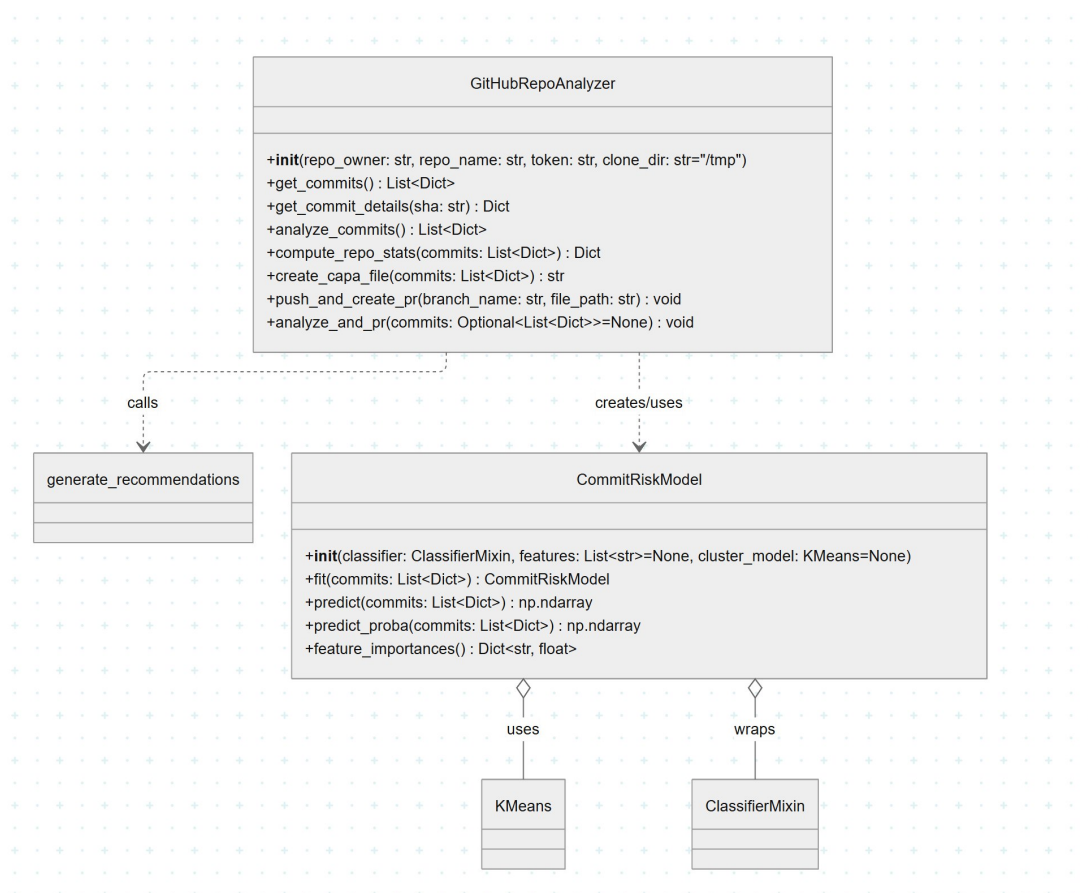 GitHubRepoAnalyzer
+init(repo_owner: str, repo_name: str, token: str, clone_dir: str="/tmp")
+get_commits() : List<Dict>
+get_commit_details(sha: str) : Dict
+analyze_commits() : List<Dict>
+compute_repo_stats(commits: List<Dict>) : Dict
+create_capa_file(commits: List<Dict>) : str
+push_and_create_pr(branch_name: str, file_path: str) : void
+analyze_and_pr(commits: Optional<List<Dict>>=None) : void
calls
creates/uses
generate_recommendations
CommitRiskModel
+init(classifier: ClassifierMixin, features: List<str>=None, cluster_model: KMeans=None)
+fit(commits: List<Dict>) : CommitRiskModel
+predict(commits: List<Dict>) : np.ndarray
+predict_proba(commits: List<Dict>) : np.ndarray
+feature_importances() : Dict<str, float>
uses
wraps
KMeans
ClassifierMixin